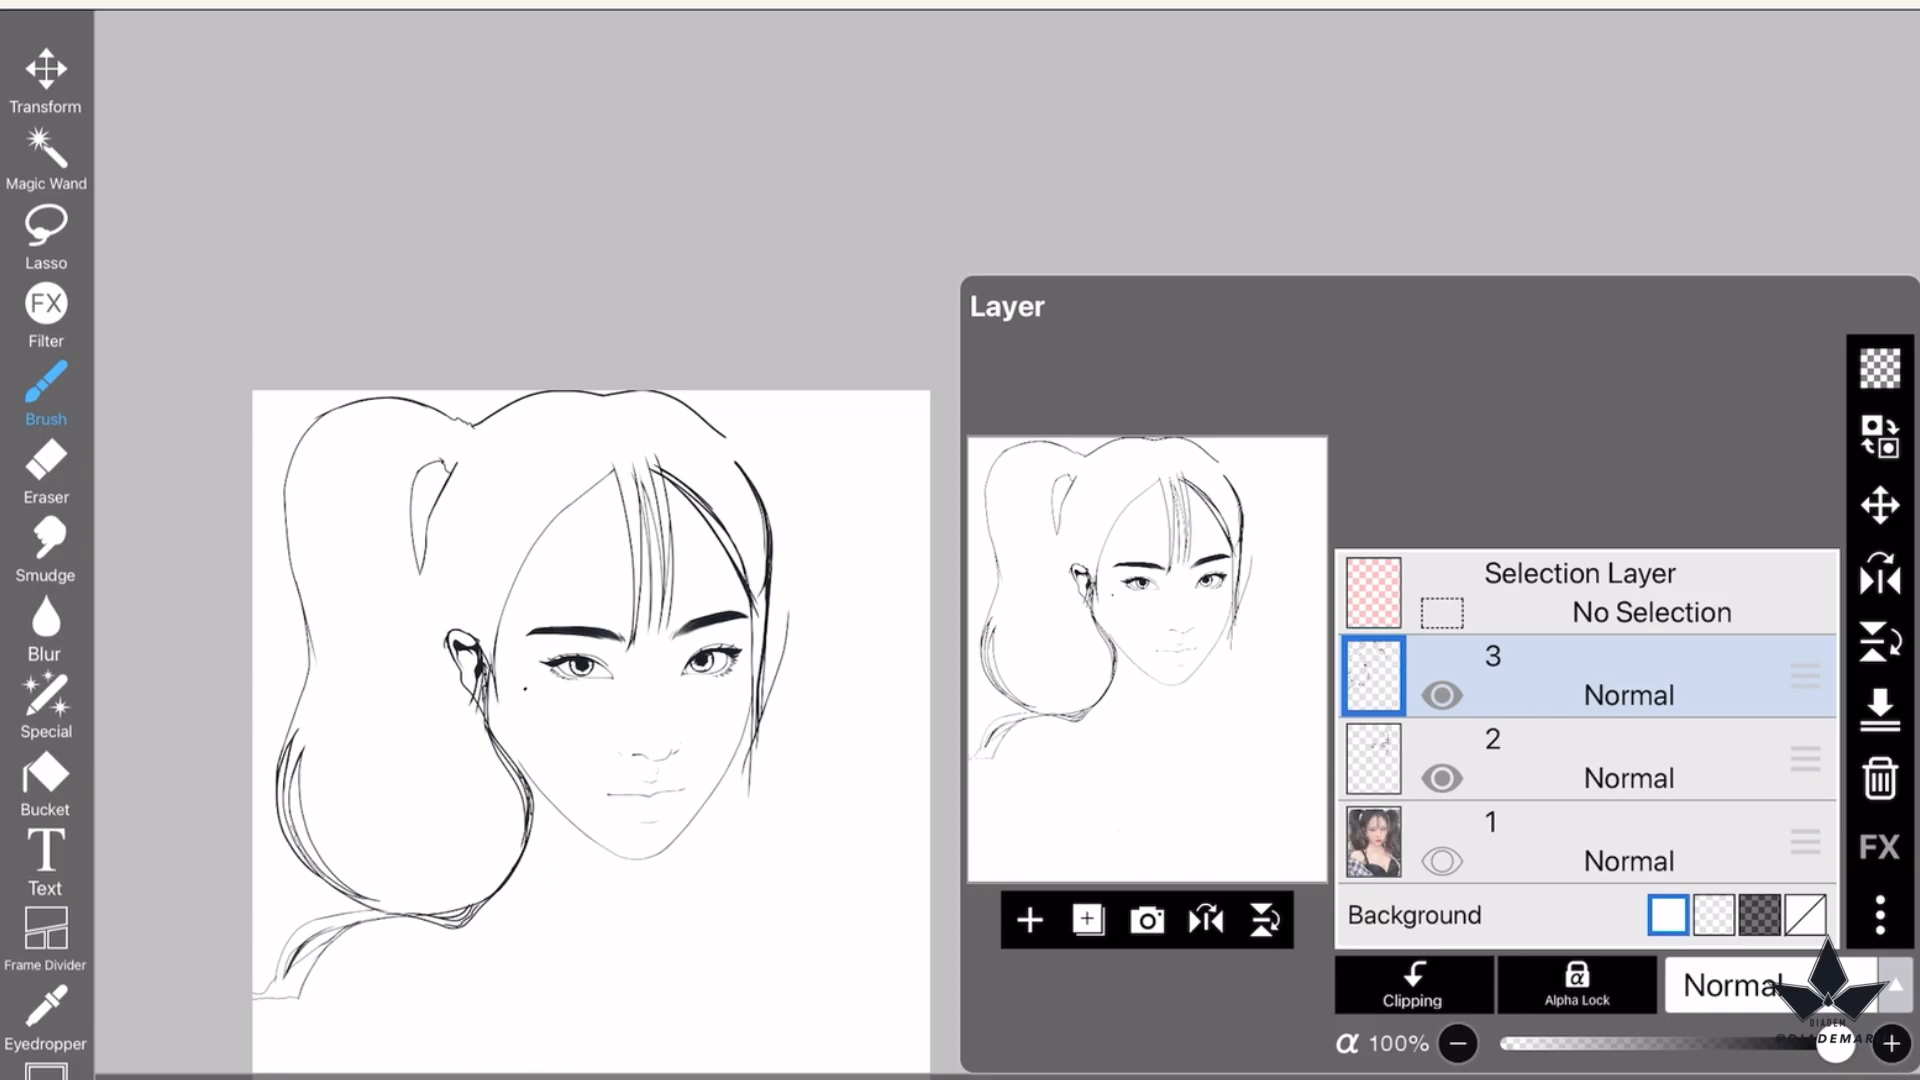 Transform
Magic Wand
Lasso
FX
Filter
Brush
Eraser
Smudge
Blur
Special
Bucket
T
Text
Frame Divider
Eyedropper
Layer
Selection Layer
No Selection
3
Normal
2
Normal
1
Normal
Background
FX
Clipping
α
Alpha Lock
Normal
α 100%
DIADEM